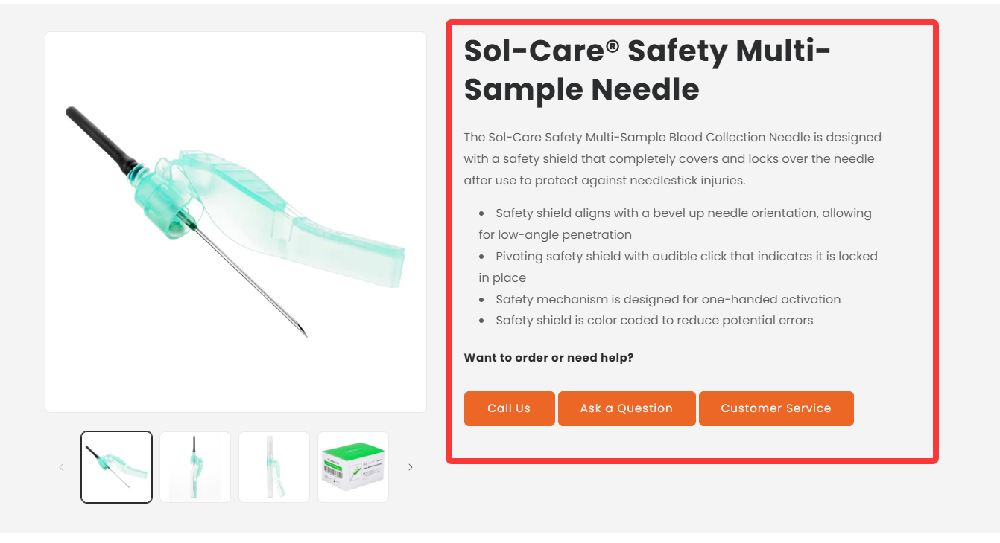 Sol-Care® Safety Multi-
Sample Needle
The Sol-Care Safety Multi-Sample Blood Collection Needle is designed
with a safety shield that completely covers and locks over the needle
after use to protect against needlestick injuries.
• Safety shield aligns with a bevel up needle orientation, allowing
for low-angle penetration
• Pivoting safety shield with audible click that indicates it is locked
in place
• Safety mechanism is designed for one-handed activation
• Safety shield is color coded to reduce potential errors
Want to order or need help?
Call Us
Ask a Question
Customer Service